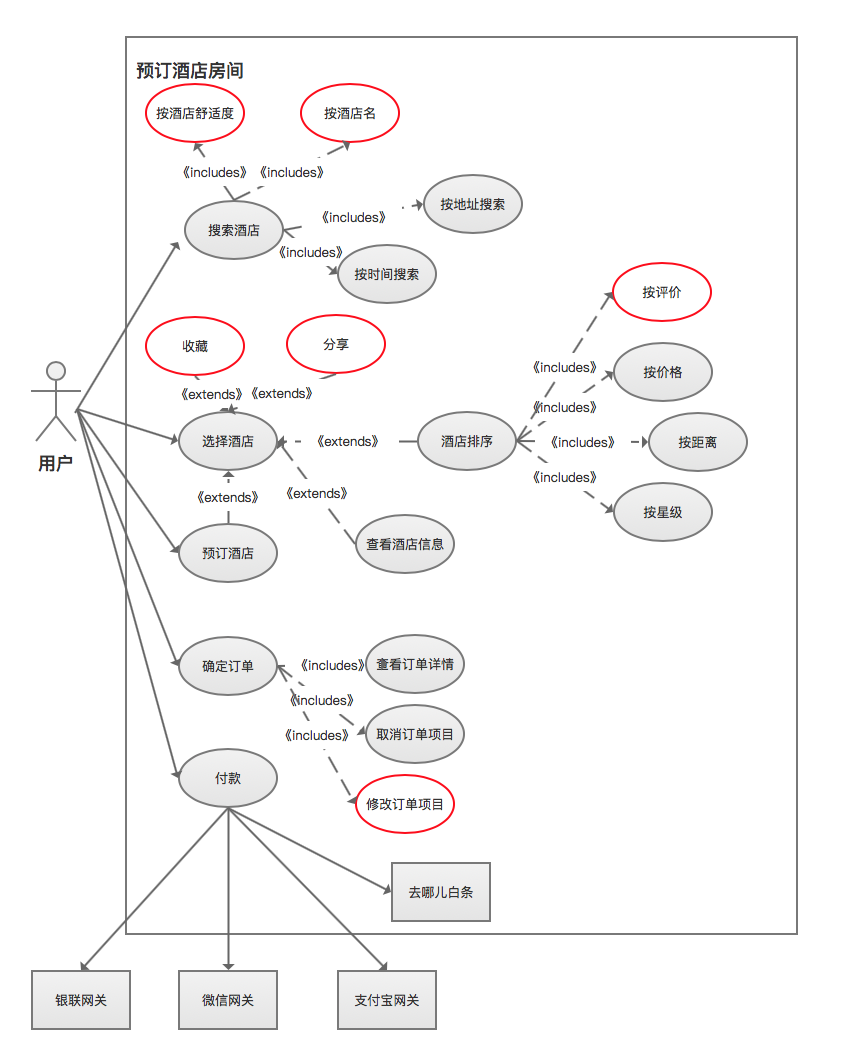 预订酒店房间
按酒店舒适度
按酒店名
《includes》
《includes》
按地址搜索
搜索酒店
《includes》
《includes》
按时间搜索
按评价
收藏
分享
《includes》
按价格
《extends》
《extends》
《includes》
用户
选择酒店
《extends》
酒店排序
《includes》
按距离
《includes》
《extends》
《extends》
按星级
预订酒店
查看酒店信息
确定订单
《includes》
查看订单详情
《includes》
《includes》
取消订单项目
付款
修改订单项目
去哪儿白条
银联网关
微信网关
支付宝网关